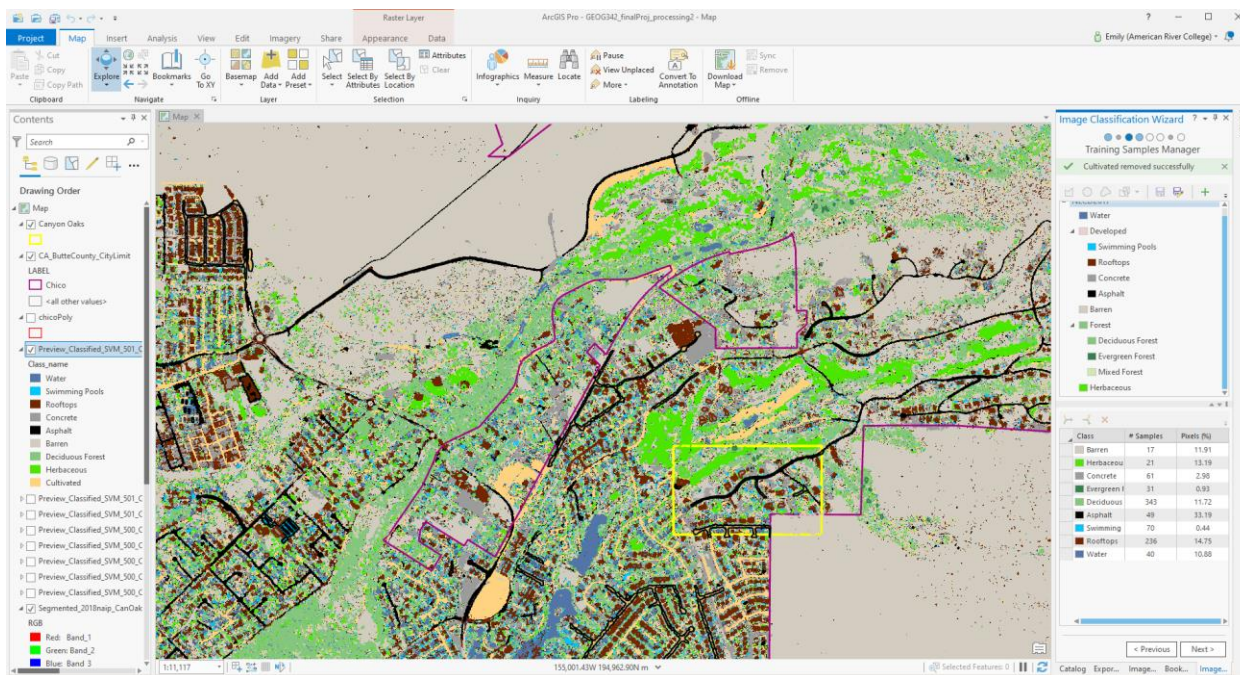 Raster Layer
ArcGIS Pro - GEOG342_finalProj_processing2 - Map
?
Project Map Insert Analysis View Edit Imagery Share Appearance Data
Emily (American River College)
Cut
Copy
Copy Path
Paste
Explore
Bookmarks
Go To XY
Basemap
Add Data
Add Preset
Select
Select By Attributes
Select By Location
Attributes
Clear
Infographics
Measure
Locate
Pause
View Unplaced
More
Convert To Annotation
Download Map
Sync
Remove
Clipboard Navigate Layer Selection Inquiry Labeling Offline
Contents
Search
Drawing Order
Map
Canyon Oaks
CA_ButteCounty_CityLimit
LABEL
Chico
<all other values>
chicoPoly
Preview_Classified_SVM_501_C
Class_name
Water
Swimming Pools
Rooftops
Concrete
Asphalt
Barren
Deciduous Forest
Herbaceous
Cultivated
Preview_Classified_SVM_501_C
Preview_Classified_SVM_501_C
Preview_Classified_SVM_500_C
Preview_Classified_SVM_500_C
Preview_Classified_SVM_500_C
Preview_Classified_SVM_500_C
Segmented_2018naip_CanOak
RGB
Red: Band_1
Green: Band_2
Blue: Band_3
Map
1:11,117
155,001.43W 194,962.90N m
Selected Features: 0
Image Classification Wizard ?
Training Samples Manager
Cultivated removed successfully
Water
Developed
Swimming Pools
Rooftops
Concrete
Asphalt
Barren
Forest
Deciduous Forest
Evergreen Forest
Mixed Forest
Herbaceous
Class # Samples Pixels (%)
Barren 17 11.91
Herbaceou 21 13.19
Concrete 61 2.98
Evergreen F 31 0.93
Deciduous 343 11.72
Asphalt 49 33.19
Swimming 70 0.44
Rooftops 236 14.75
Water 40 10.88
< Previous Next >
Catalog Expor... Image... Book... Image...